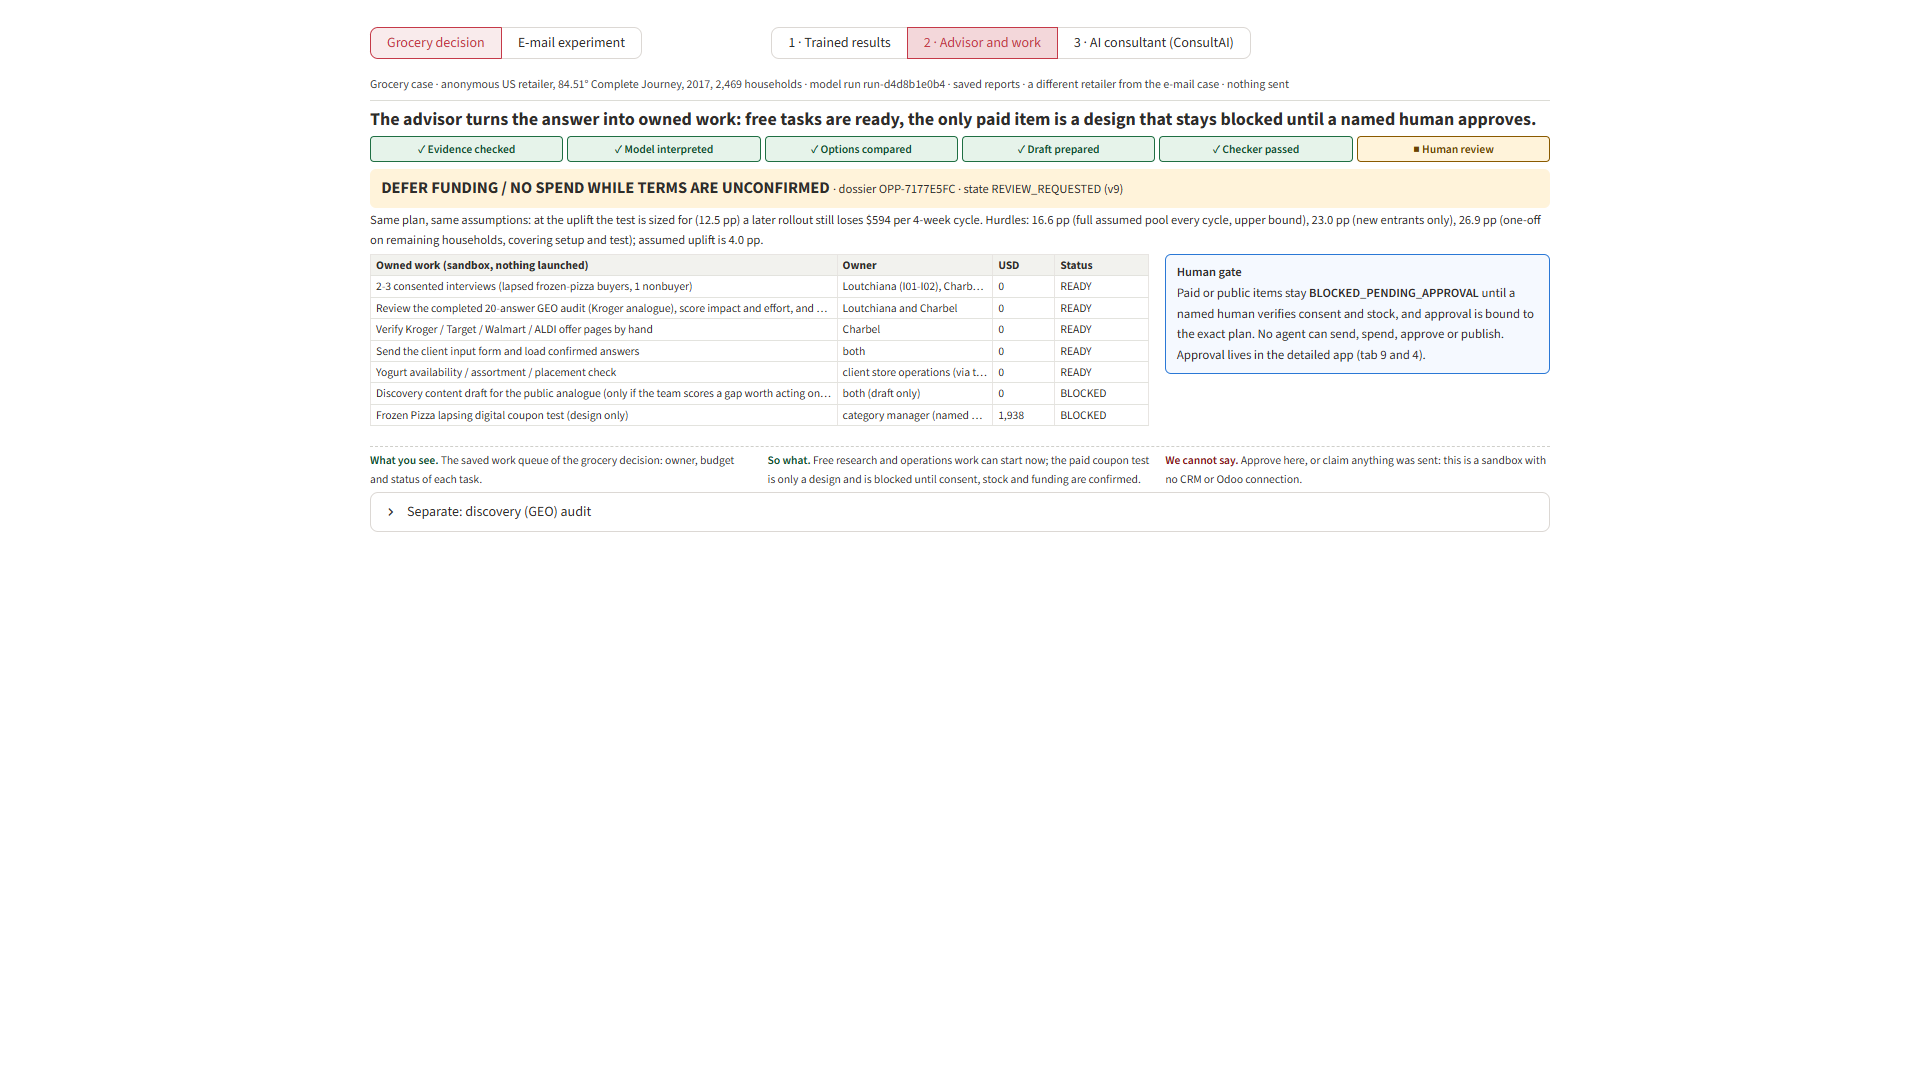 Grocery decision
E-mail experiment
1 · Trained results
2 · Advisor and work
3 · AI consultant (ConsultAI)
Grocery case · anonymous US retailer, 84.51° Complete Journey, 2017, 2,469 households · model run run-d4d8b1e0b4 · saved reports · a different retailer from the e-mail case · nothing sent
The advisor turns the answer into owned work: free tasks are ready, the only paid item is a design that stays blocked until a named human approves.
✓ Evidence checked
✓ Model interpreted
✓ Options compared
✓ Draft prepared
✓ Checker passed
■ Human review
DEFER FUNDING / NO SPEND WHILE TERMS ARE UNCONFIRMED · dossier OPP-7177E5FC · state REVIEW_REQUESTED (v9)
Same plan, same assumptions: at the uplift the test is sized for (12.5 pp) a later rollout still loses $594 per 4-week cycle. Hurdles: 16.6 pp (full assumed pool every cycle, upper bound), 23.0 pp (new entrants only), 26.9 pp (one-off
on remaining households, covering setup and test); assumed uplift is 4.0 pp.
Owned work (sandbox, nothing launched) Owner USD Status
2-3 consented interviews (lapsed frozen-pizza buyers, 1 nonbuyer) Loutchiana (I01-I02), Charb… 0 READY
Review the completed 20-answer GEO audit (Kroger analogue), score impact and effort, and … Loutchiana and Charbel 0 READY
Verify Kroger / Target / Walmart / ALDI offer pages by hand Charbel 0 READY
Send the client input form and load confirmed answers both 0 READY
Yogurt availability / assortment / placement check client store operations (via t… 0 READY
Discovery content draft for the public analogue (only if the team scores a gap worth acting on… both (draft only) 0 BLOCKED
Frozen Pizza lapsing digital coupon test (design only) category manager (named … 1,938 BLOCKED
Human gate
Paid or public items stay BLOCKED_PENDING_APPROVAL until a
named human verifies consent and stock, and approval is bound to
the exact plan. No agent can send, spend, approve or publish.
Approval lives in the detailed app (tab 9 and 4).
What you see. The saved work queue of the grocery decision: owner, budget
and status of each task.
So what. Free research and operations work can start now; the paid coupon test
is only a design and is blocked until consent, stock and funding are confirmed.
We cannot say. Approve here, or claim anything was sent: this is a sandbox with
no CRM or Odoo connection.
Separate: discovery (GEO) audit